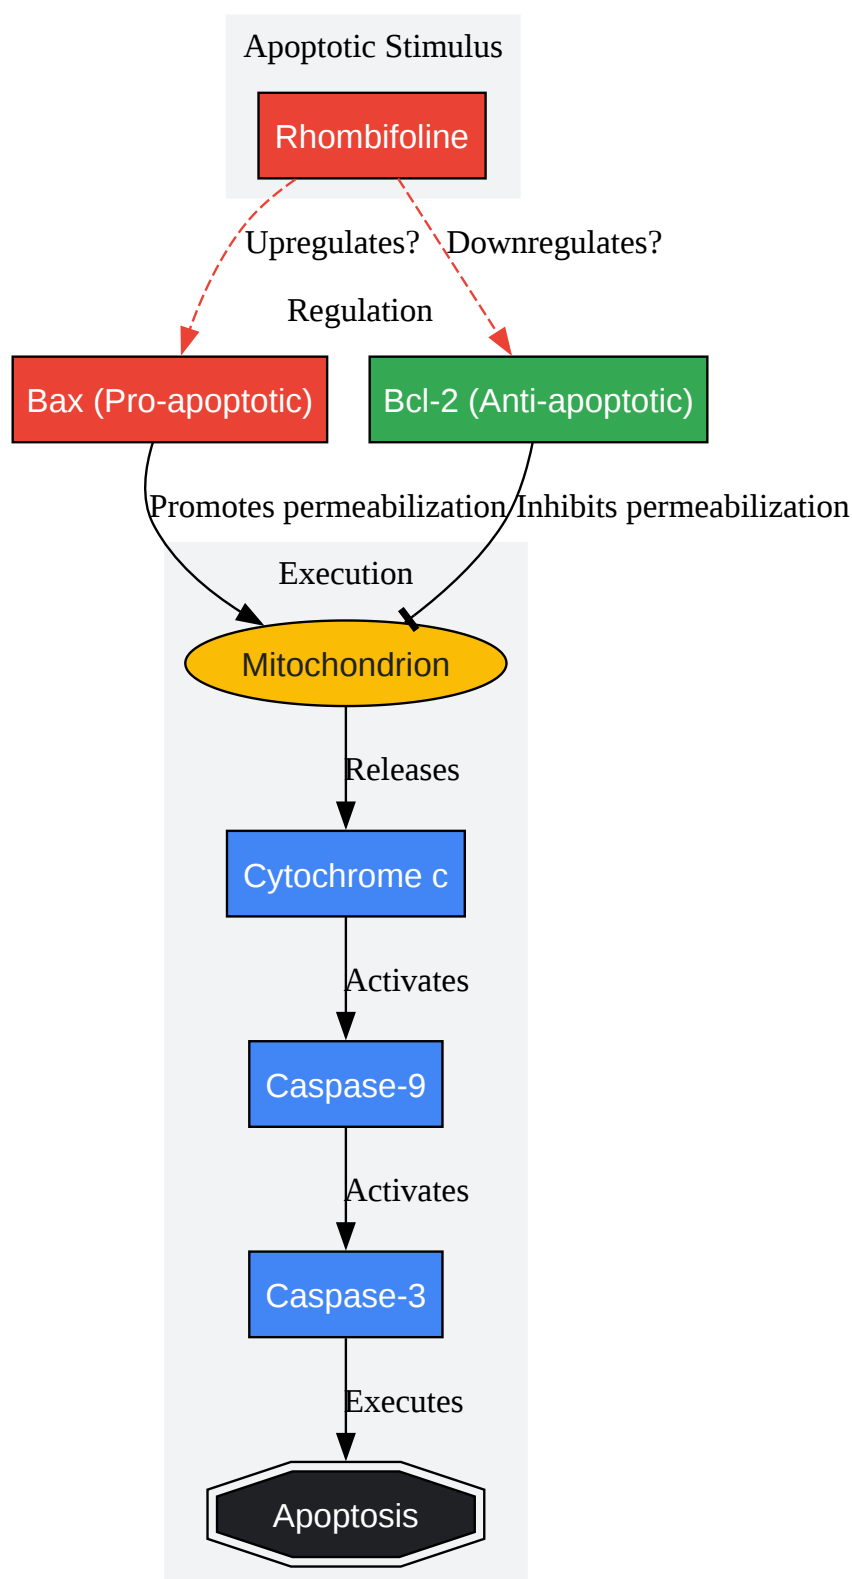 Apoptotic Stimulus
Rhombifoline
Upregulates?
Downregulates?
Regulation
Bax (Pro-apoptotic)
Bcl-2 (Anti-apoptotic)
Promotes permeabilization
Inhibits permeabilization
Execution
Mitochondrion
Releases
Cytochrome c
Activates
Caspase-9
Activates
Caspase-3
Executes
Apoptosis